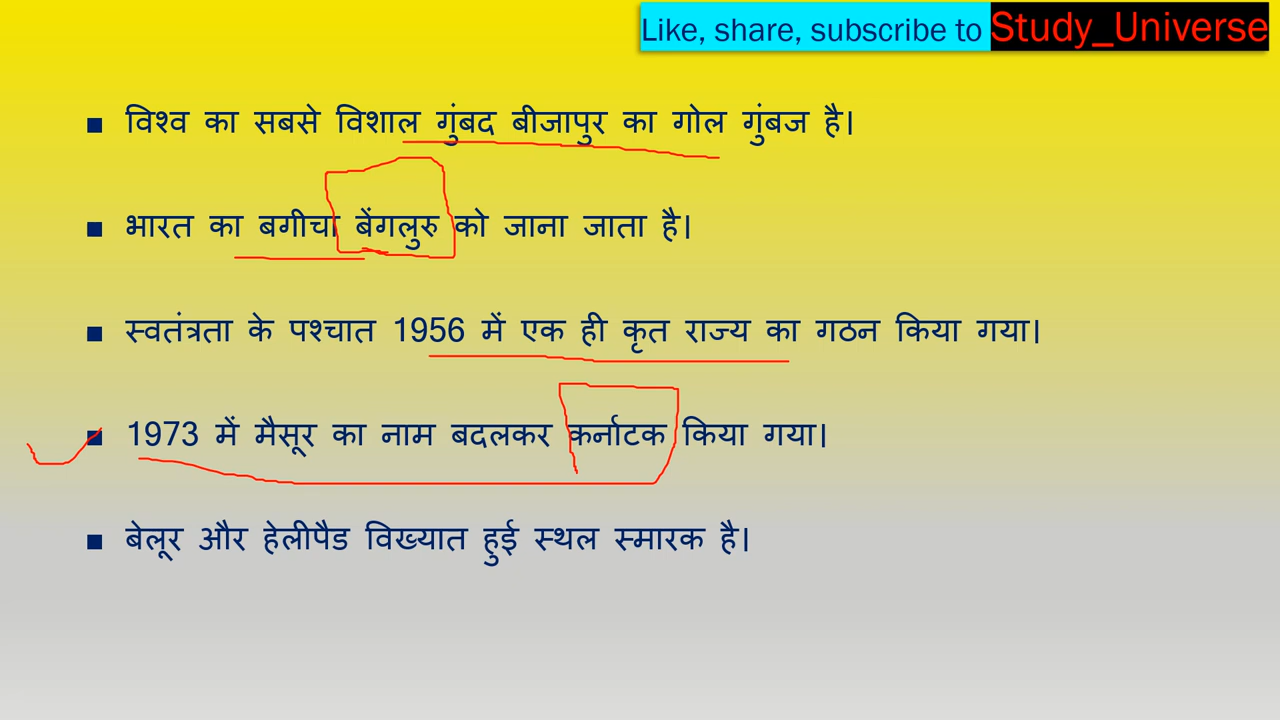 Like, share, subscribe to Study_Universe
▪ विश्व का सबसे विशाल गुंबद बीजापुर का गोल गुंबज है।
▪ भारत का बगीचा बेंगलुरु को जाना जाता है।
▪ स्वतंत्रता के पश्चात 1956 में एक ही कृत राज्य का गठन किया गया।
▪ 1973 में मैसूर का नाम बदलकर कर्नाटक किया गया।
▪ बेलूर और हेलीपैड विख्यात हुई स्थल स्मारक है।